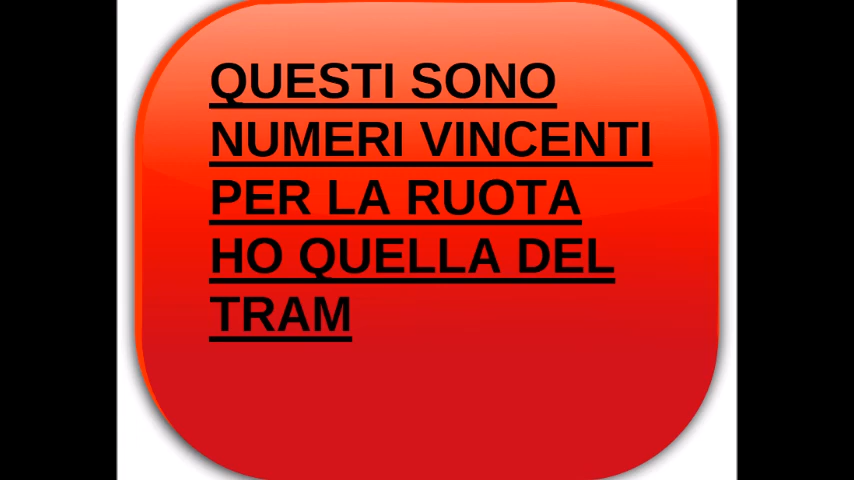 QUESTI SONO
NUMERI VINCENTI
PER LA RUOTA
HO QUELLA DEL
TRAM